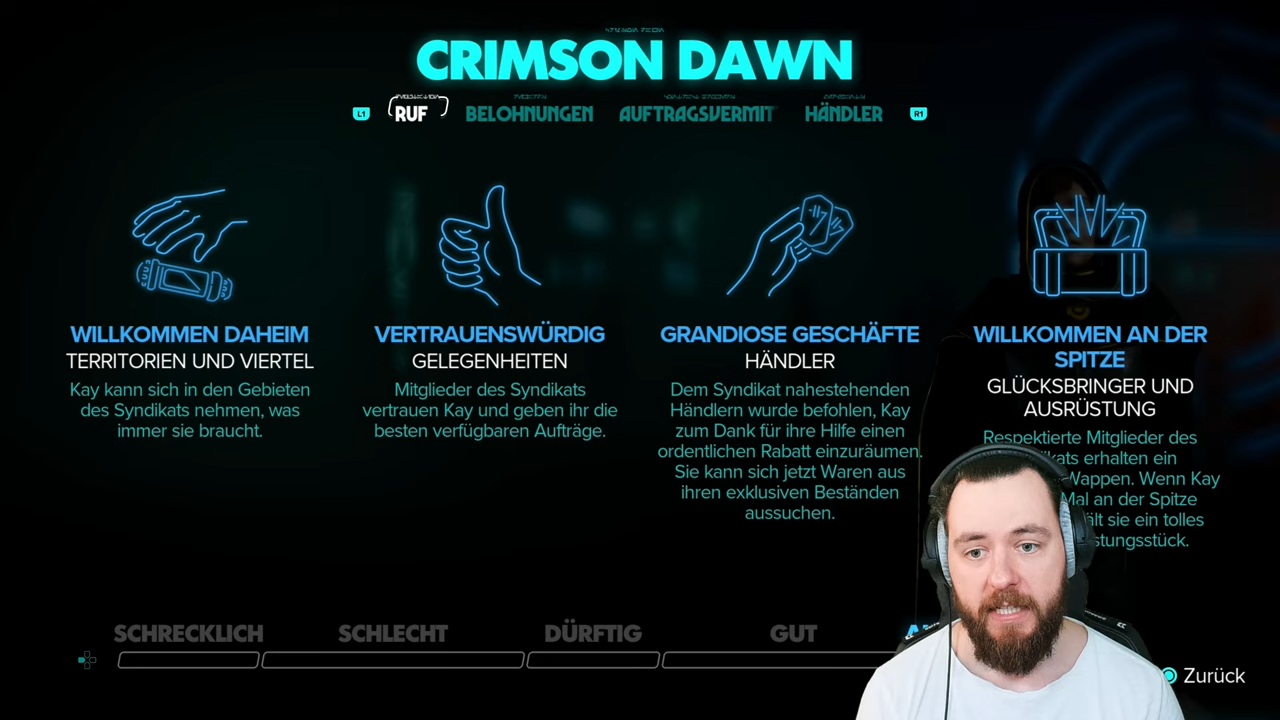 CRIMSON DAWN
L1 RUF BELOHNUNGEN AUFTRAGSVERMIT HÄNDLER R1
WILLKOMMEN DAHEIM
TERRITORIEN UND VIERTEL
Kay kann sich in den Gebieten
des Syndikats nehmen, was
immer sie braucht.
VERTRAUENSWÜRDIG
GELEGENHEITEN
Mitglieder des Syndikats
vertrauen Kay und geben ihr die
besten verfügbaren Aufträge.
GRANDIOSE GESCHÄFTE
HÄNDLER
Dem Syndikat nahestehenden
Händlern wurde befohlen, Kay
zum Dank für ihre Hilfe einen
ordentlichen Rabatt einzuräumen.
Sie kann sich jetzt Waren aus
ihren exklusiven Beständen
aussuchen.
WILLKOMMEN AN DER
SPITZE
GLÜCKSBRINGER UND
AUSRÜSTUNG
Respektierte Mitglieder des
erhalten ein
Wappen. Wenn Kay
Mal an der Spitze
sie ein tolles
SCHRECKLICH SCHLECHT DÜRFTIG GUT
Zurück